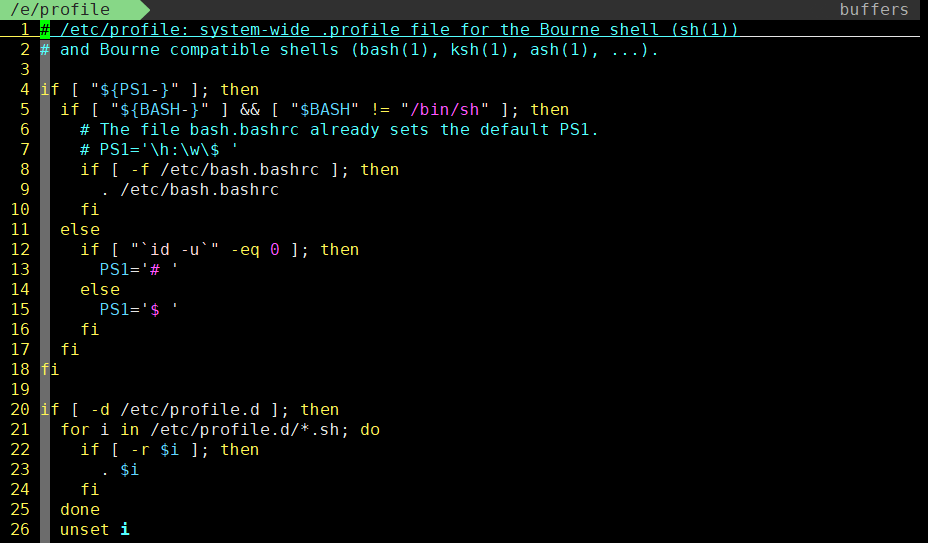 /e/profile buffers
1 # /etc/profile: system-wide .profile file for the Bourne shell (sh(1))
2 # and Bourne compatible shells (bash(1), ksh(1), ash(1), ...).
3
4 if [ "${PS1-}" ]; then
5   if [ "${BASH-}" ] && [ "$BASH" != "/bin/sh" ]; then
6     # The file bash.bashrc already sets the default PS1.
7     # PS1='\h:\w\$ '
8     if [ -f /etc/bash.bashrc ]; then
9       . /etc/bash.bashrc
10     fi
11   else
12     if [ "`id -u`" -eq 0 ]; then
13       PS1='# '
14     else
15       PS1='$ '
16     fi
17   fi
18 fi
19
20 if [ -d /etc/profile.d ]; then
21   for i in /etc/profile.d/*.sh; do
22     if [ -r $i ]; then
23       . $i
24     fi
25   done
26   unset i